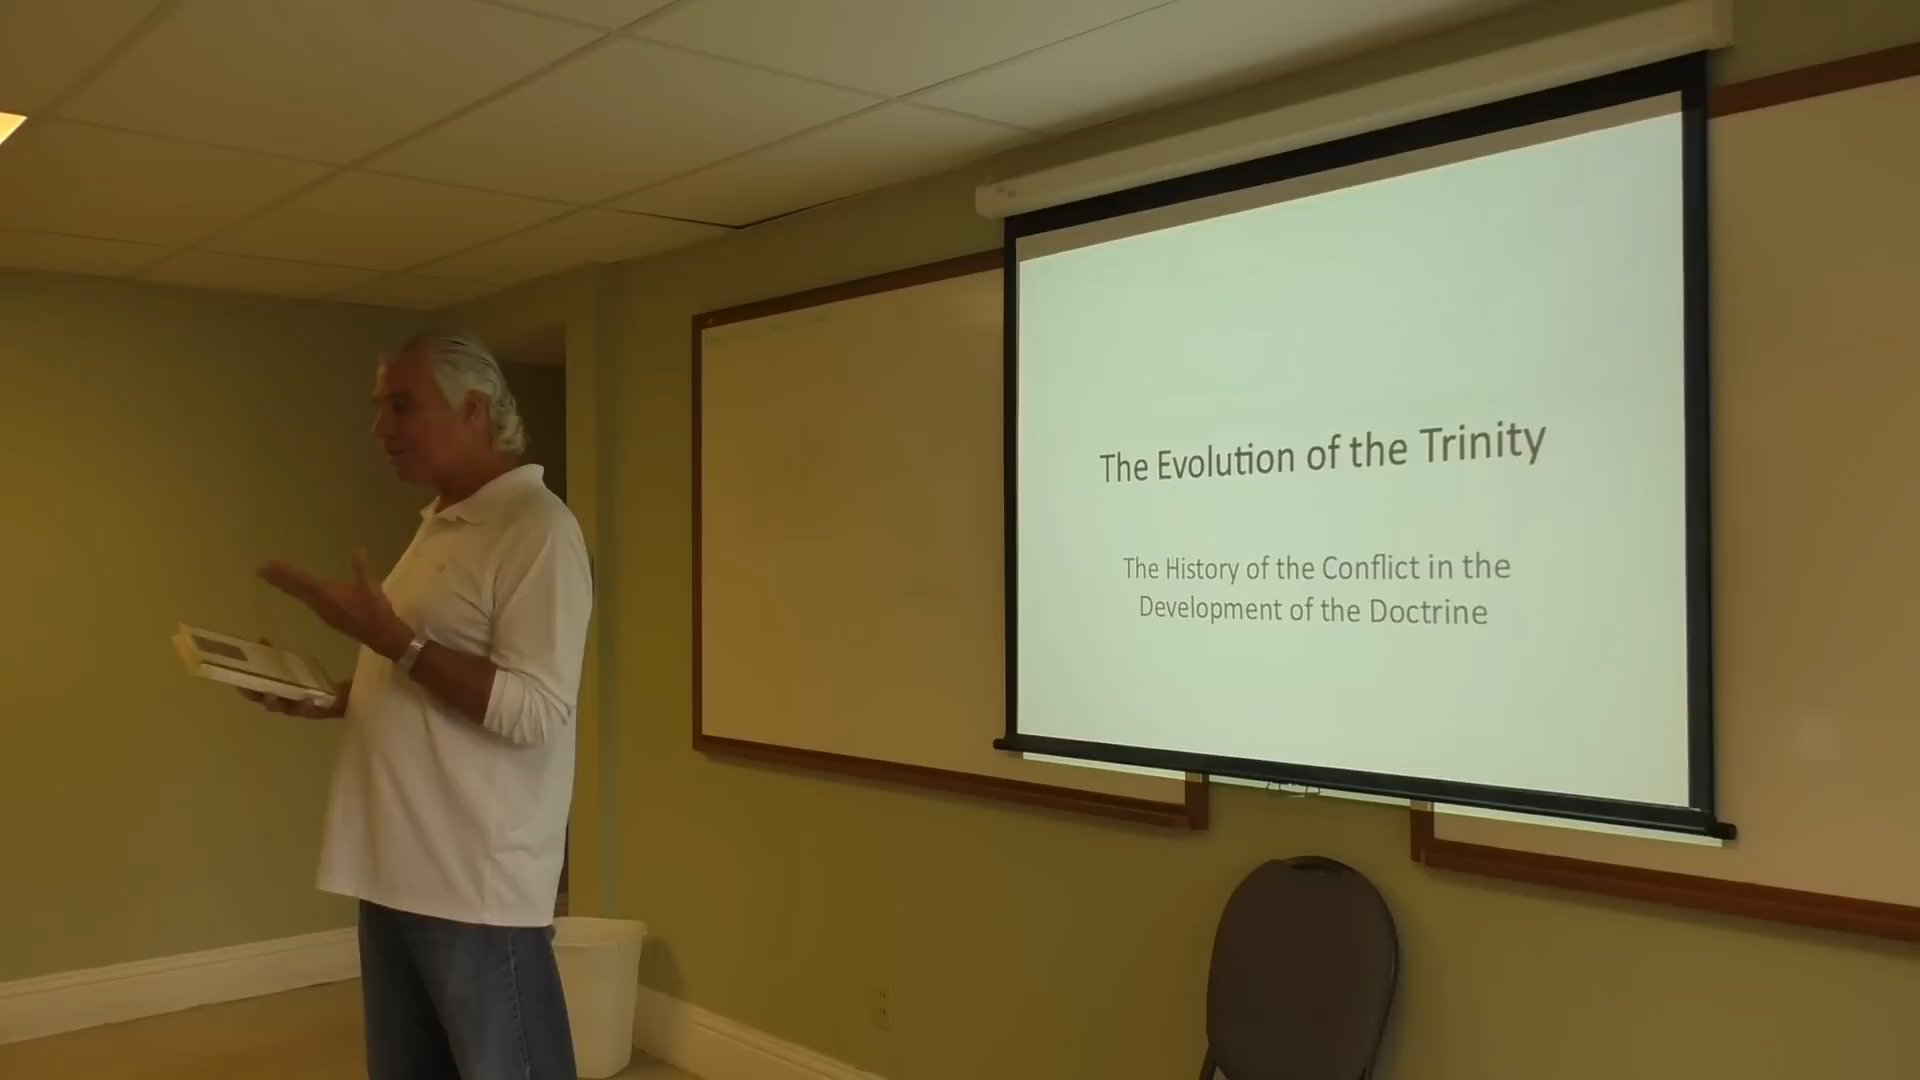 The Evolution of the Trinity
The History of the Conflict in the
Development of the Doctrine